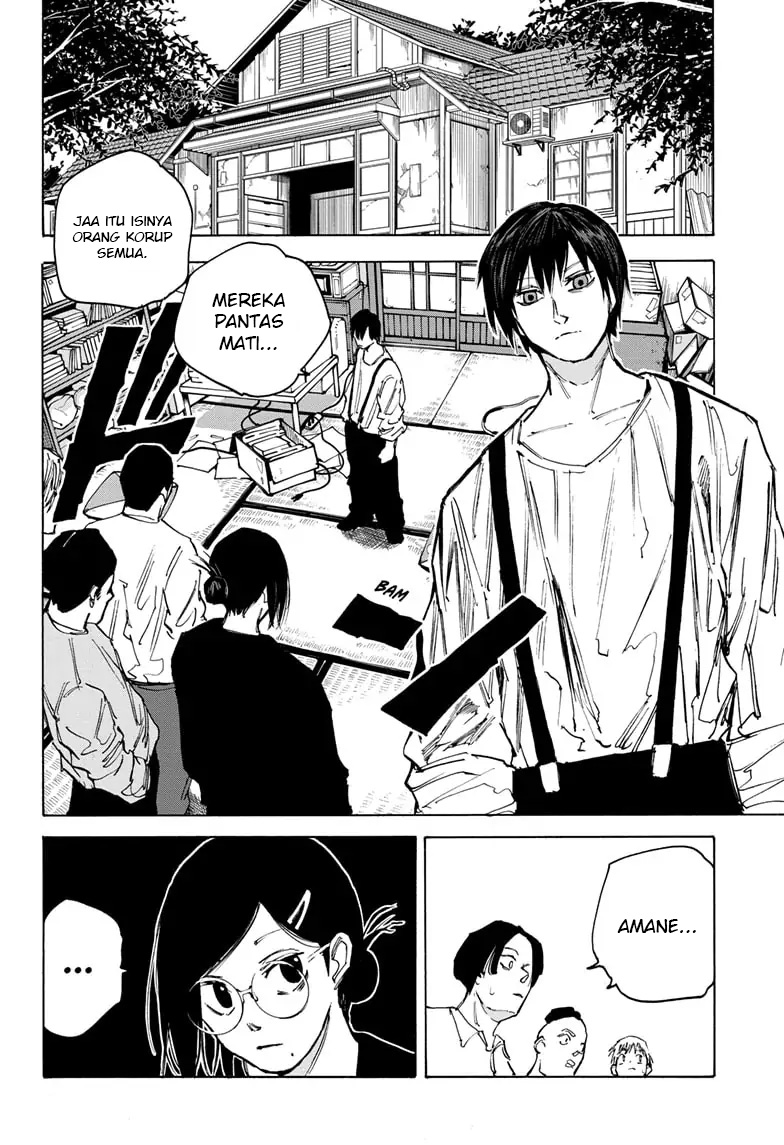 JAA ITU ISINYA
ORANG KORUP
SEMUA.
MEREKA
PANTAS
MATI...
BAM
AMANE...
...